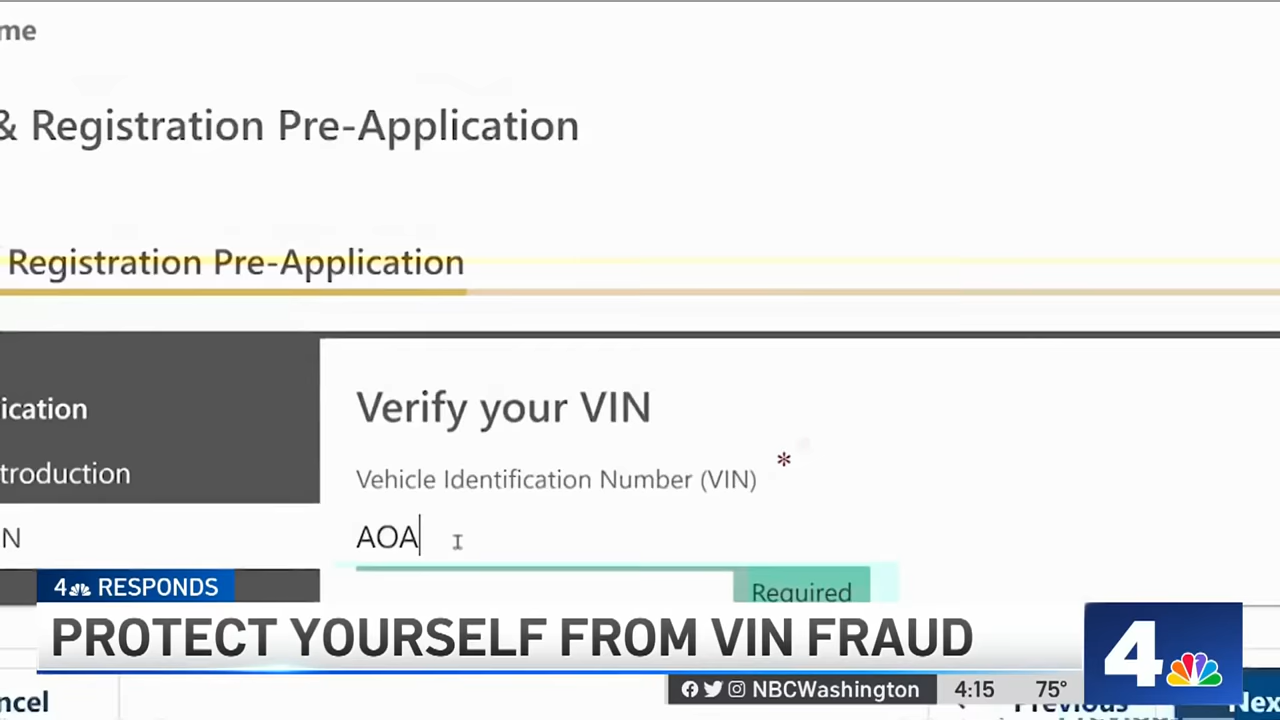 me
& Registration Pre-Application
Registration Pre-Application
ication
Verify your VIN
troduction
Vehicle Identification Number (VIN) *
AOA
N
Required
4 RESPONDS
PROTECT YOURSELF FROM VIN FRAUD
4
NBCWashington
4:15 75°
ncel
Previous
Nex